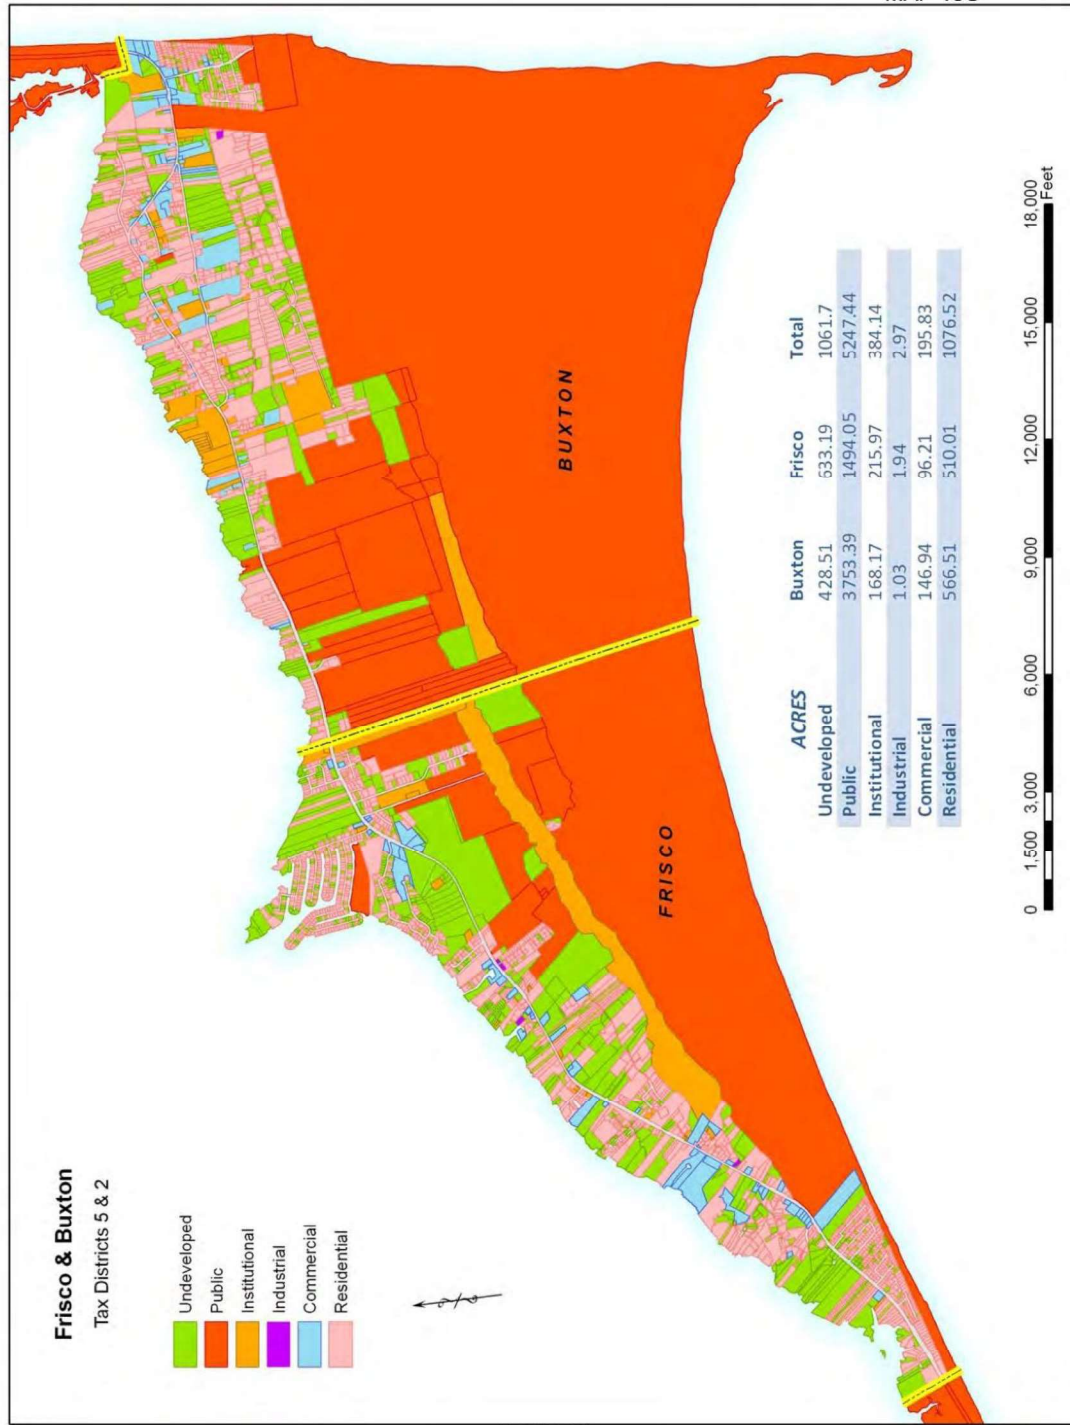 Frisco & Buxton
Tax Districts 5 & 2
Undeveloped
Public
Institutional
Industrial
Commercial
Residential
BUXTON
FRISCO
ACRES Buxton Frisco Total
Undeveloped 428.51 633.19 1061.7
Public 3753.39 1494.05 5247.44
Institutional 168.17 215.97 384.14
Industrial 1.03 1.94 2.97
Commercial 146.94 96.21 195.83
Residential 566.51 510.01 1076.52
0 1,500 3,000 6,000 9,000 12,000 15,000 18,000
Feet